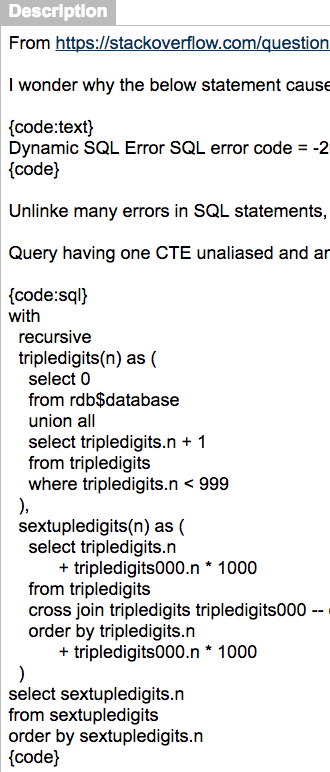 Description
From https://stackoverflow.com/question
I wonder why the below statement cause
{code:text}
Dynamic SQL Error SQL error code = -2
{code}
Unlinke many errors in SQL statements,
Query having one CTE unaliased and an
{code:sql}
with
recursive
tripledigits(n) as (
select 0
from rdb$database
union all
select tripledigits.n + 1
from tripledigits
where tripledigits.n < 999
),
sextupledigits(n) as (
select tripledigits.n
+ tripledigits000.n * 1000
from tripledigits
cross join tripledigits tripledigits000 --
order by tripledigits.n
+ tripledigits000.n * 1000
)
select sextupledigits.n
from sextupledigits
order by sextupledigits.n
{code}